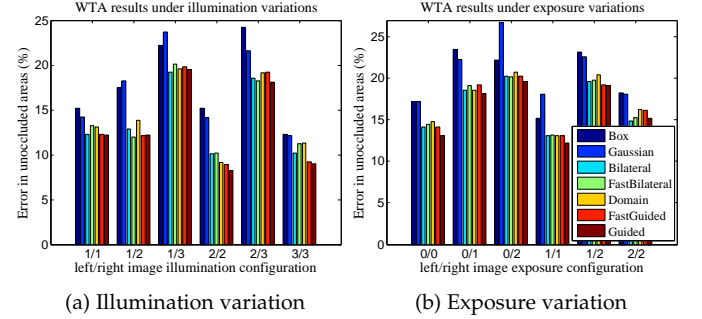 WTA results under illumination variations
25
20
15
10
5
0
Error in unoccluded areas (%)
1/1 1/2 1/3 2/2 2/3 3/3
left/right image illumination configuration
(a) Illumination variation
WTA results under exposure variations
25
20
15
10
5
0
Error in unoccluded areas (%)
Box
Gaussian
Bilateral
FastBilateral
Domain
FastGuided
Guided
0/0 0/1 0/2 1/1 1/2 2/2
left/right image exposure configuration
(b) Exposure variation